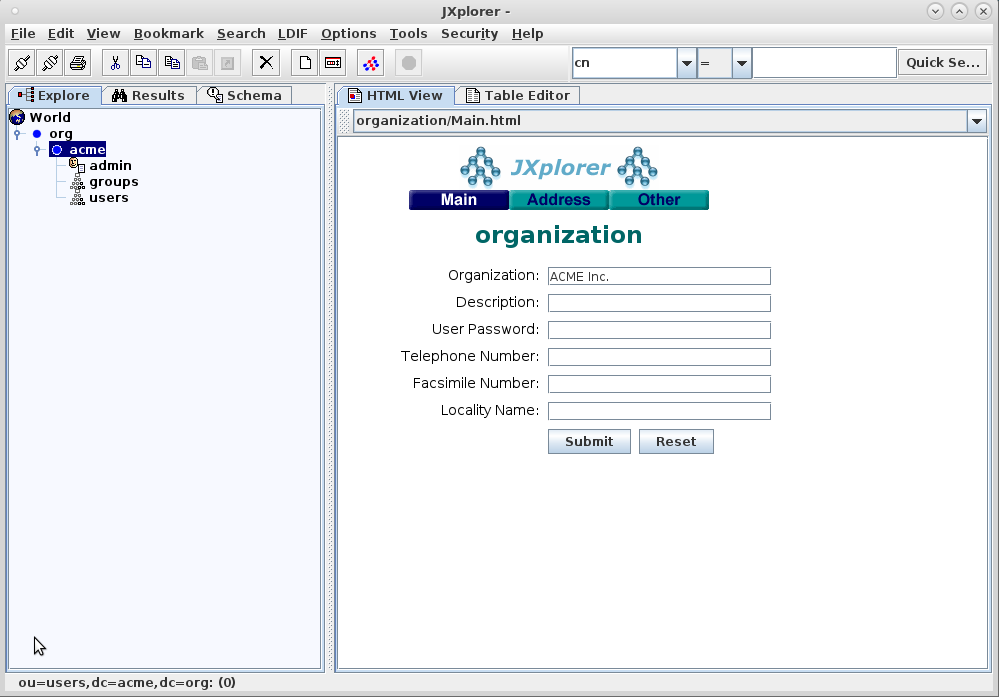 JXplorer -
File Edit View Bookmark Search LDIF Options Tools Security Help
cn = Quick Se...
Explore Results Schema HTML View Table Editor
World
org
acme
admin
groups
users
organization/Main.html
JXplorer
Main Address Other
organization
Organization: ACME Inc.
Description:
User Password:
Telephone Number:
Facsimile Number:
Locality Name:
Submit Reset
ou=users,dc=acme,dc=org: (0)